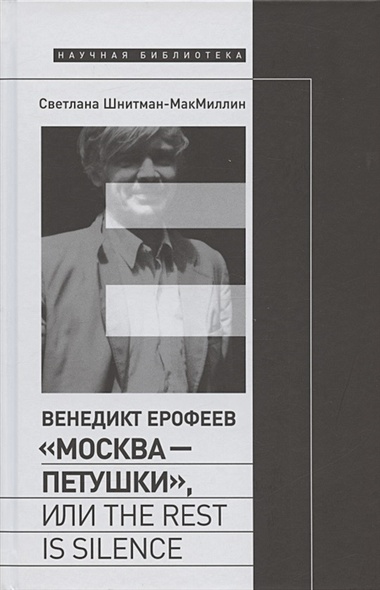 НАУЧНАЯ БИБЛИОТЕКА
Светлана Шнитман-МакМиллин
ВЕНЕДИКТ ЕРОФЕЕВ
«МОСКВА —
ПЕТУШКИ»,
ИЛИ THE REST
IS SILENCE